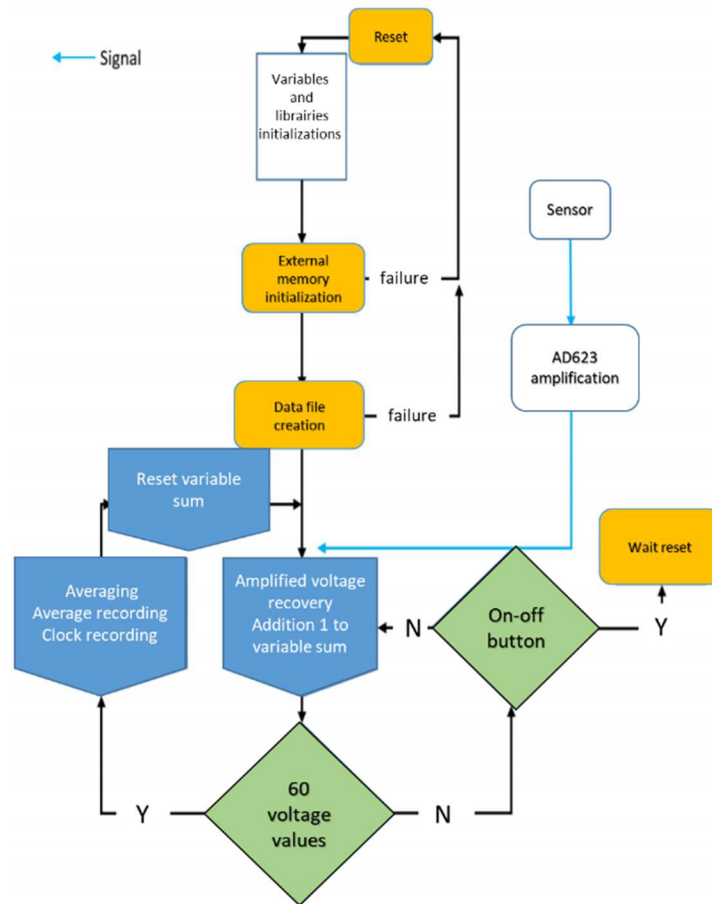 Reset
Signal
Variables
and
librairies
initializations
Sensor
External
memory
initialization
failure
AD623
amplification
Data file
creation
failure
Reset variable
sum
Wait reset
Averaging
Average recording
Clock recording
Amplified voltage
recovery
Addition 1 to
variable sum
N
On-off
button
Y
60
voltage
values
Y
N